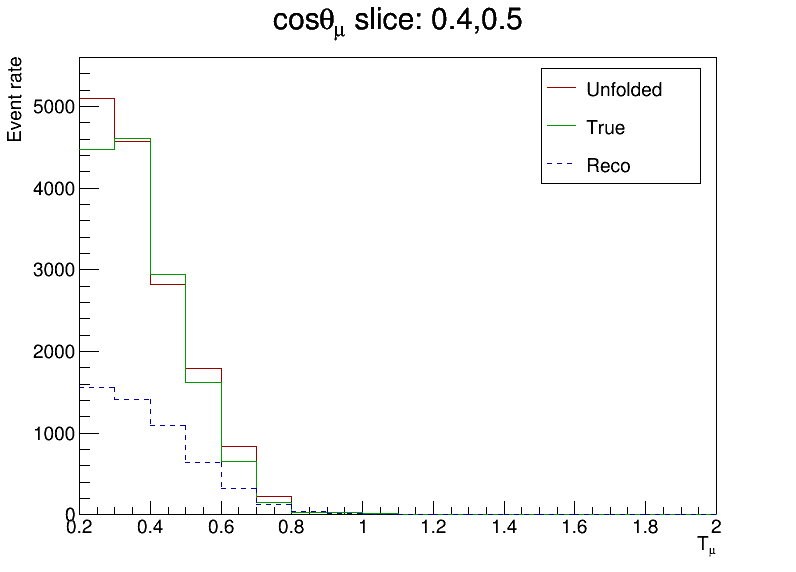 cosθμ slice: 0.4,0.5
Event rate
Unfolded
True
Reco
5000
4000
3000
2000
1000
0
0.2 0.4 0.6 0.8 1 1.2 1.4 1.6 1.8 2
Tμ